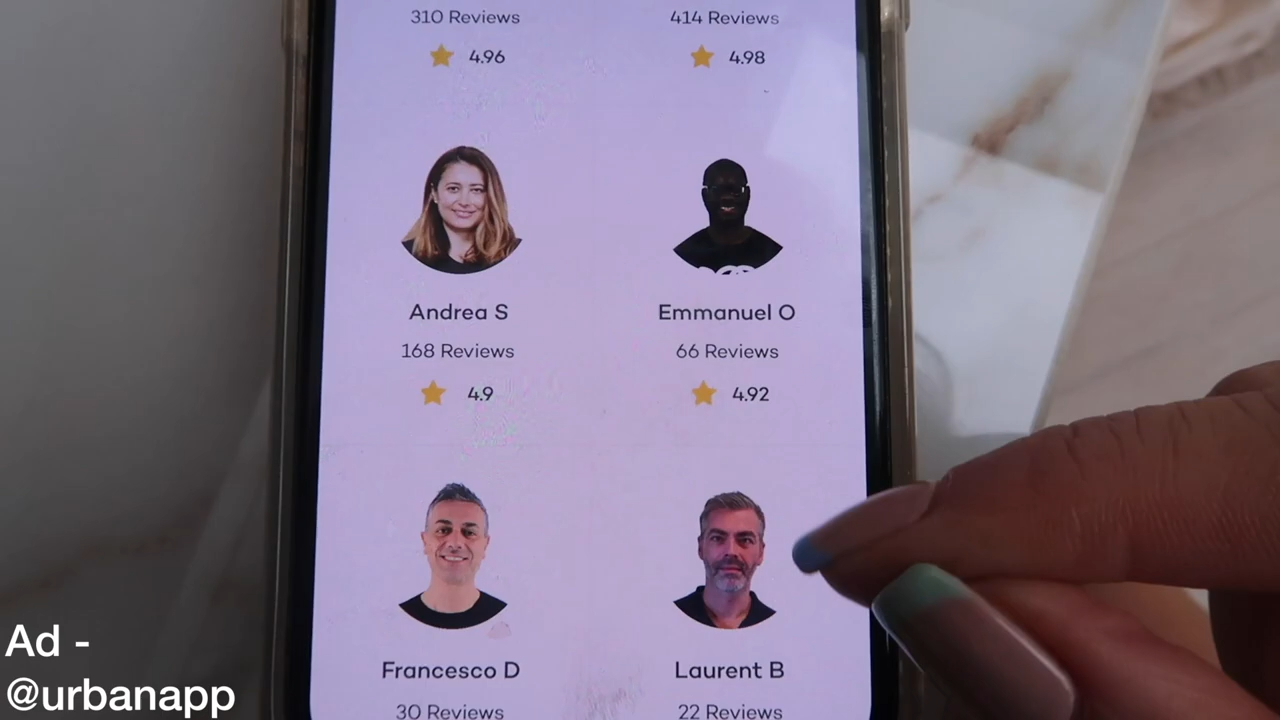 310 Reviews
414 Reviews
4.96
4.98
Andrea S
Emmanuel O
168 Reviews
66 Reviews
4.9
4.92
Francesco D
Laurent B
30 Reviews
22 Reviews
Ad -
@urbanapp